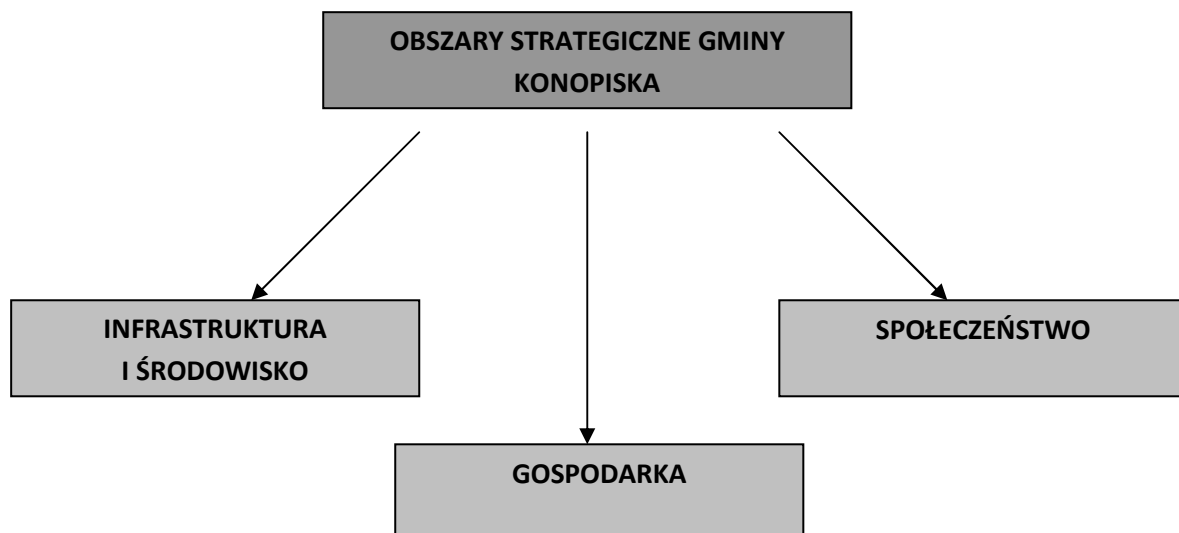 OBSZARY STRATEGICZNE GMINY
KONOPISKA
INFRASTRUKTURA
I ŚRODOWISKO
SPOŁECZEŃSTWO
GOSPODARKA